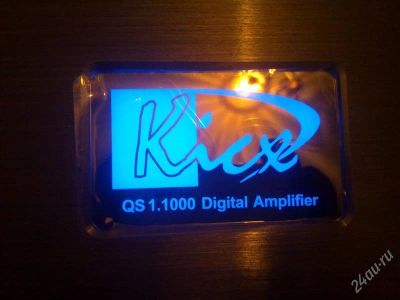 Kicx
QS 1.1000 Digital Amplifier
24au.ru